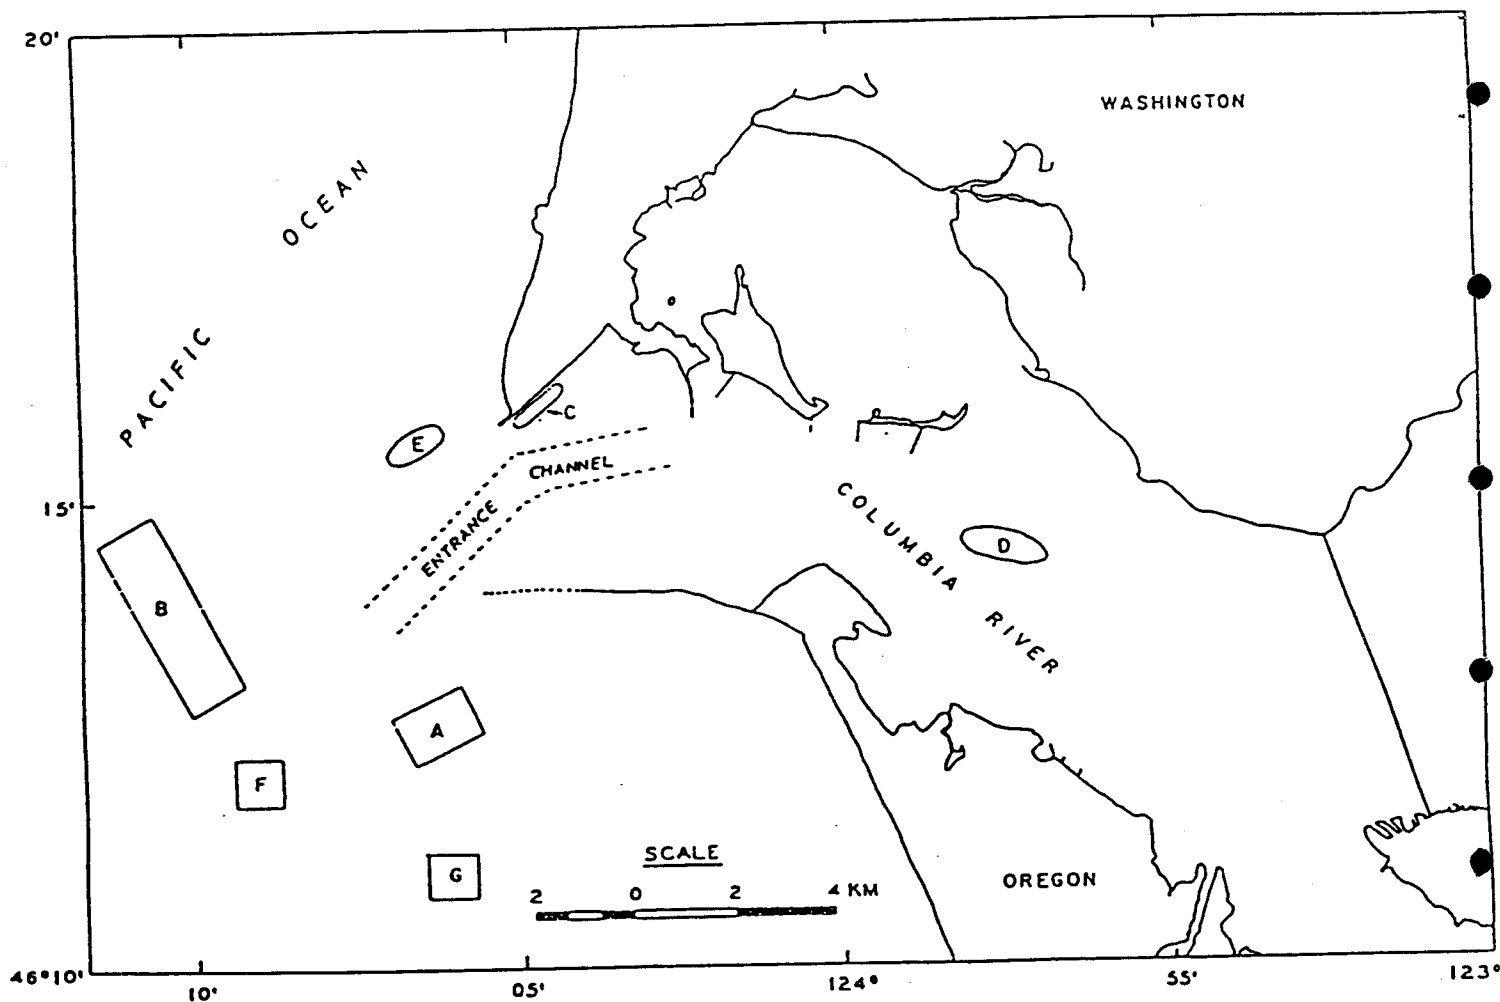 20'
WASHINGTON
PACIFIC OCEAN
C
E
CHANNEL
ENTRANCE
15'
COLUMBIA RIVER
D
B
A
F
G
SCALE
2 0 2 4 KM
OREGON
46°10'
10' 05' 124° 55' 123°